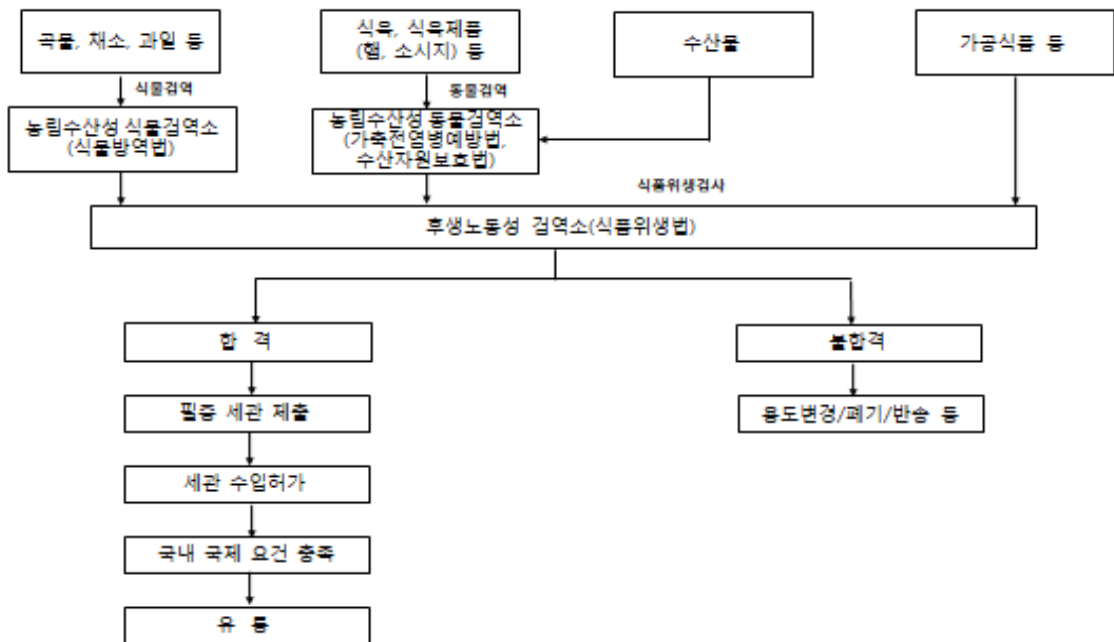 곡물, 채소, 과일 등
식육, 식육제품
(햄, 소시지) 등
수산물
가공식품 등
식물검역
동물검역
농림수산성 식물검역소
(식물방역법)
농림수산성 동물검역소
(가축전염병예방법,
수산자원보호법)
식품위생검사
후생노동성 검역소(식품위생법)
합 격
불합격
필증 세관 제출
용도변경/폐기/반송 등
세관 수입허가
국내 국제 요건 충족
유 통